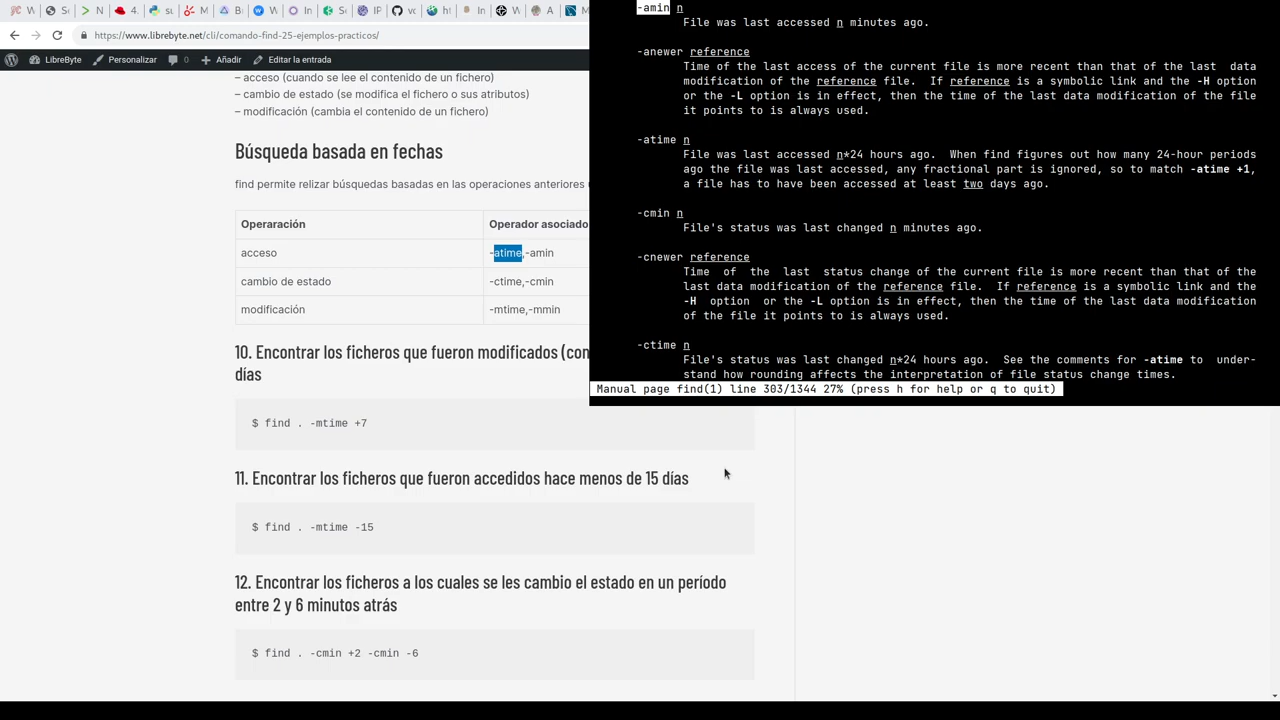 https://www.librebyte.net/cli/comando-find-25-ejemplos-practicos/
LibreByte Personalizar 0 Añadir Editar la entrada
– acceso (cuando se lee el contenido de un fichero)
– cambio de estado (se modifica el fichero o sus atributos)
– modificación (cambia el contenido de un fichero)
Búsqueda basada en fechas
find permite relizar búsquedas basadas en las operaciones anteriores
Operaración Operador asociado
acceso -atime,-amin
cambio de estado -ctime,-cmin
modificación -mtime,-mmin
10. Encontrar los ficheros que fueron modificados (con
días
$ find . -mtime +7
11. Encontrar los ficheros que fueron accedidos hace menos de 15 días
$ find . -mtime -15
12. Encontrar los ficheros a los cuales se les cambio el estado en un período
entre 2 y 6 minutos atrás
$ find . -cmin +2 -cmin -6
-amin n
File was last accessed n minutes ago.
-anewer reference
Time of the last access of the current file is more recent than that of the last data
modification of the reference file. If reference is a symbolic link and the -H option
or the -L option is in effect, then the time of the last data modification of the file
it points to is always used.
-atime n
File was last accessed n*24 hours ago. When find figures out how many 24-hour periods
ago the file was last accessed, any fractional part is ignored, so to match -atime +1,
a file has to have been accessed at least two days ago.
-cmin n
File's status was last changed n minutes ago.
-cnewer reference
Time of the last status change of the current file is more recent than that of the
last data modification of the reference file. If reference is a symbolic link and the
-H option or the -L option is in effect, then the time of the last data modification
of the file it points to is always used.
-ctime n
File's status was last changed n*24 hours ago. See the comments for -atime to under-
stand how rounding affects the interpretation of file status change times.
Manual page find(1) line 303/1344 27% (press h for help or q to quit)